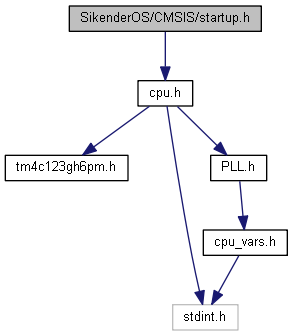 SikenderOS/CMSIS/startup.h
cpu.h
tm4c123gh6pm.h
PLL.h
cpu_vars.h
stdint.h